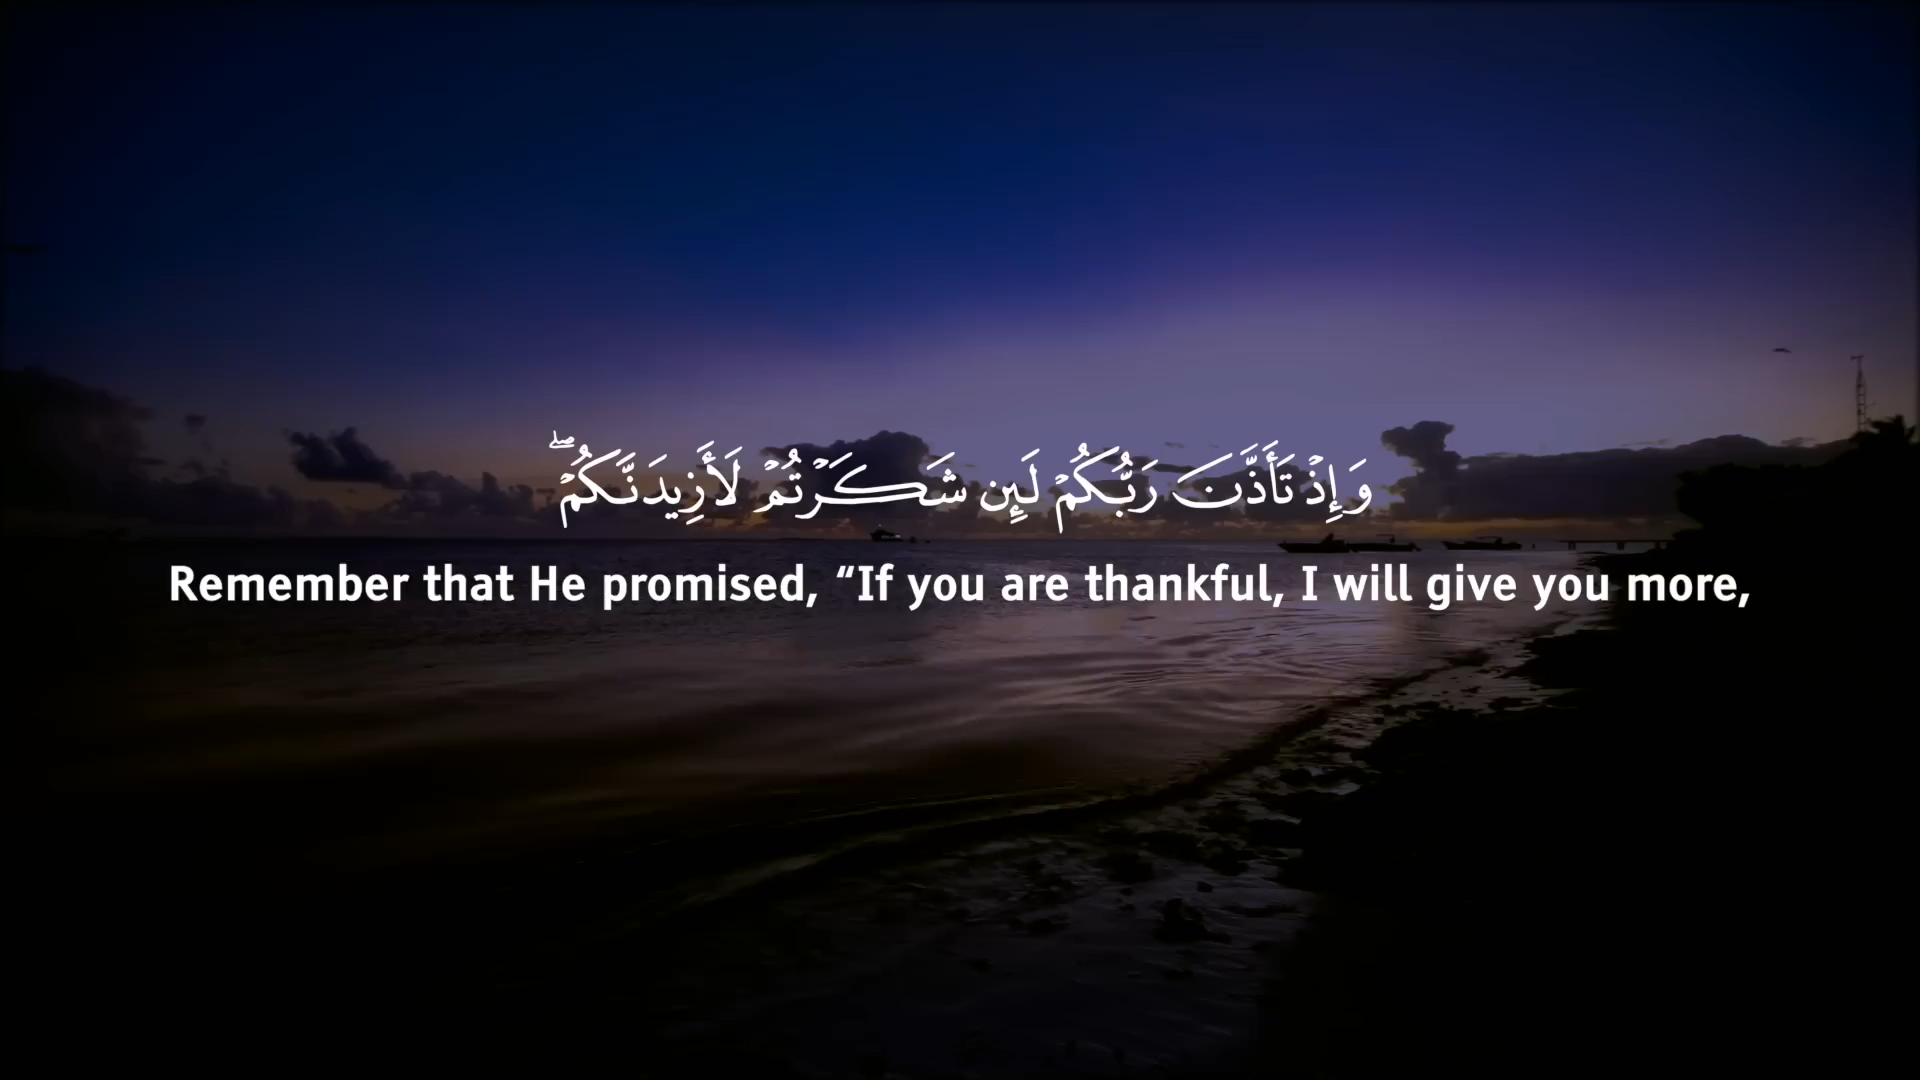 وَإِذْ تَأَذَّنَ رَبُّكُمْ لَئِن شَكَرْتُمْ لَأَزِيدَنَّكُمْ ۖ
Remember that He promised, “If you are thankful, I will give you more,